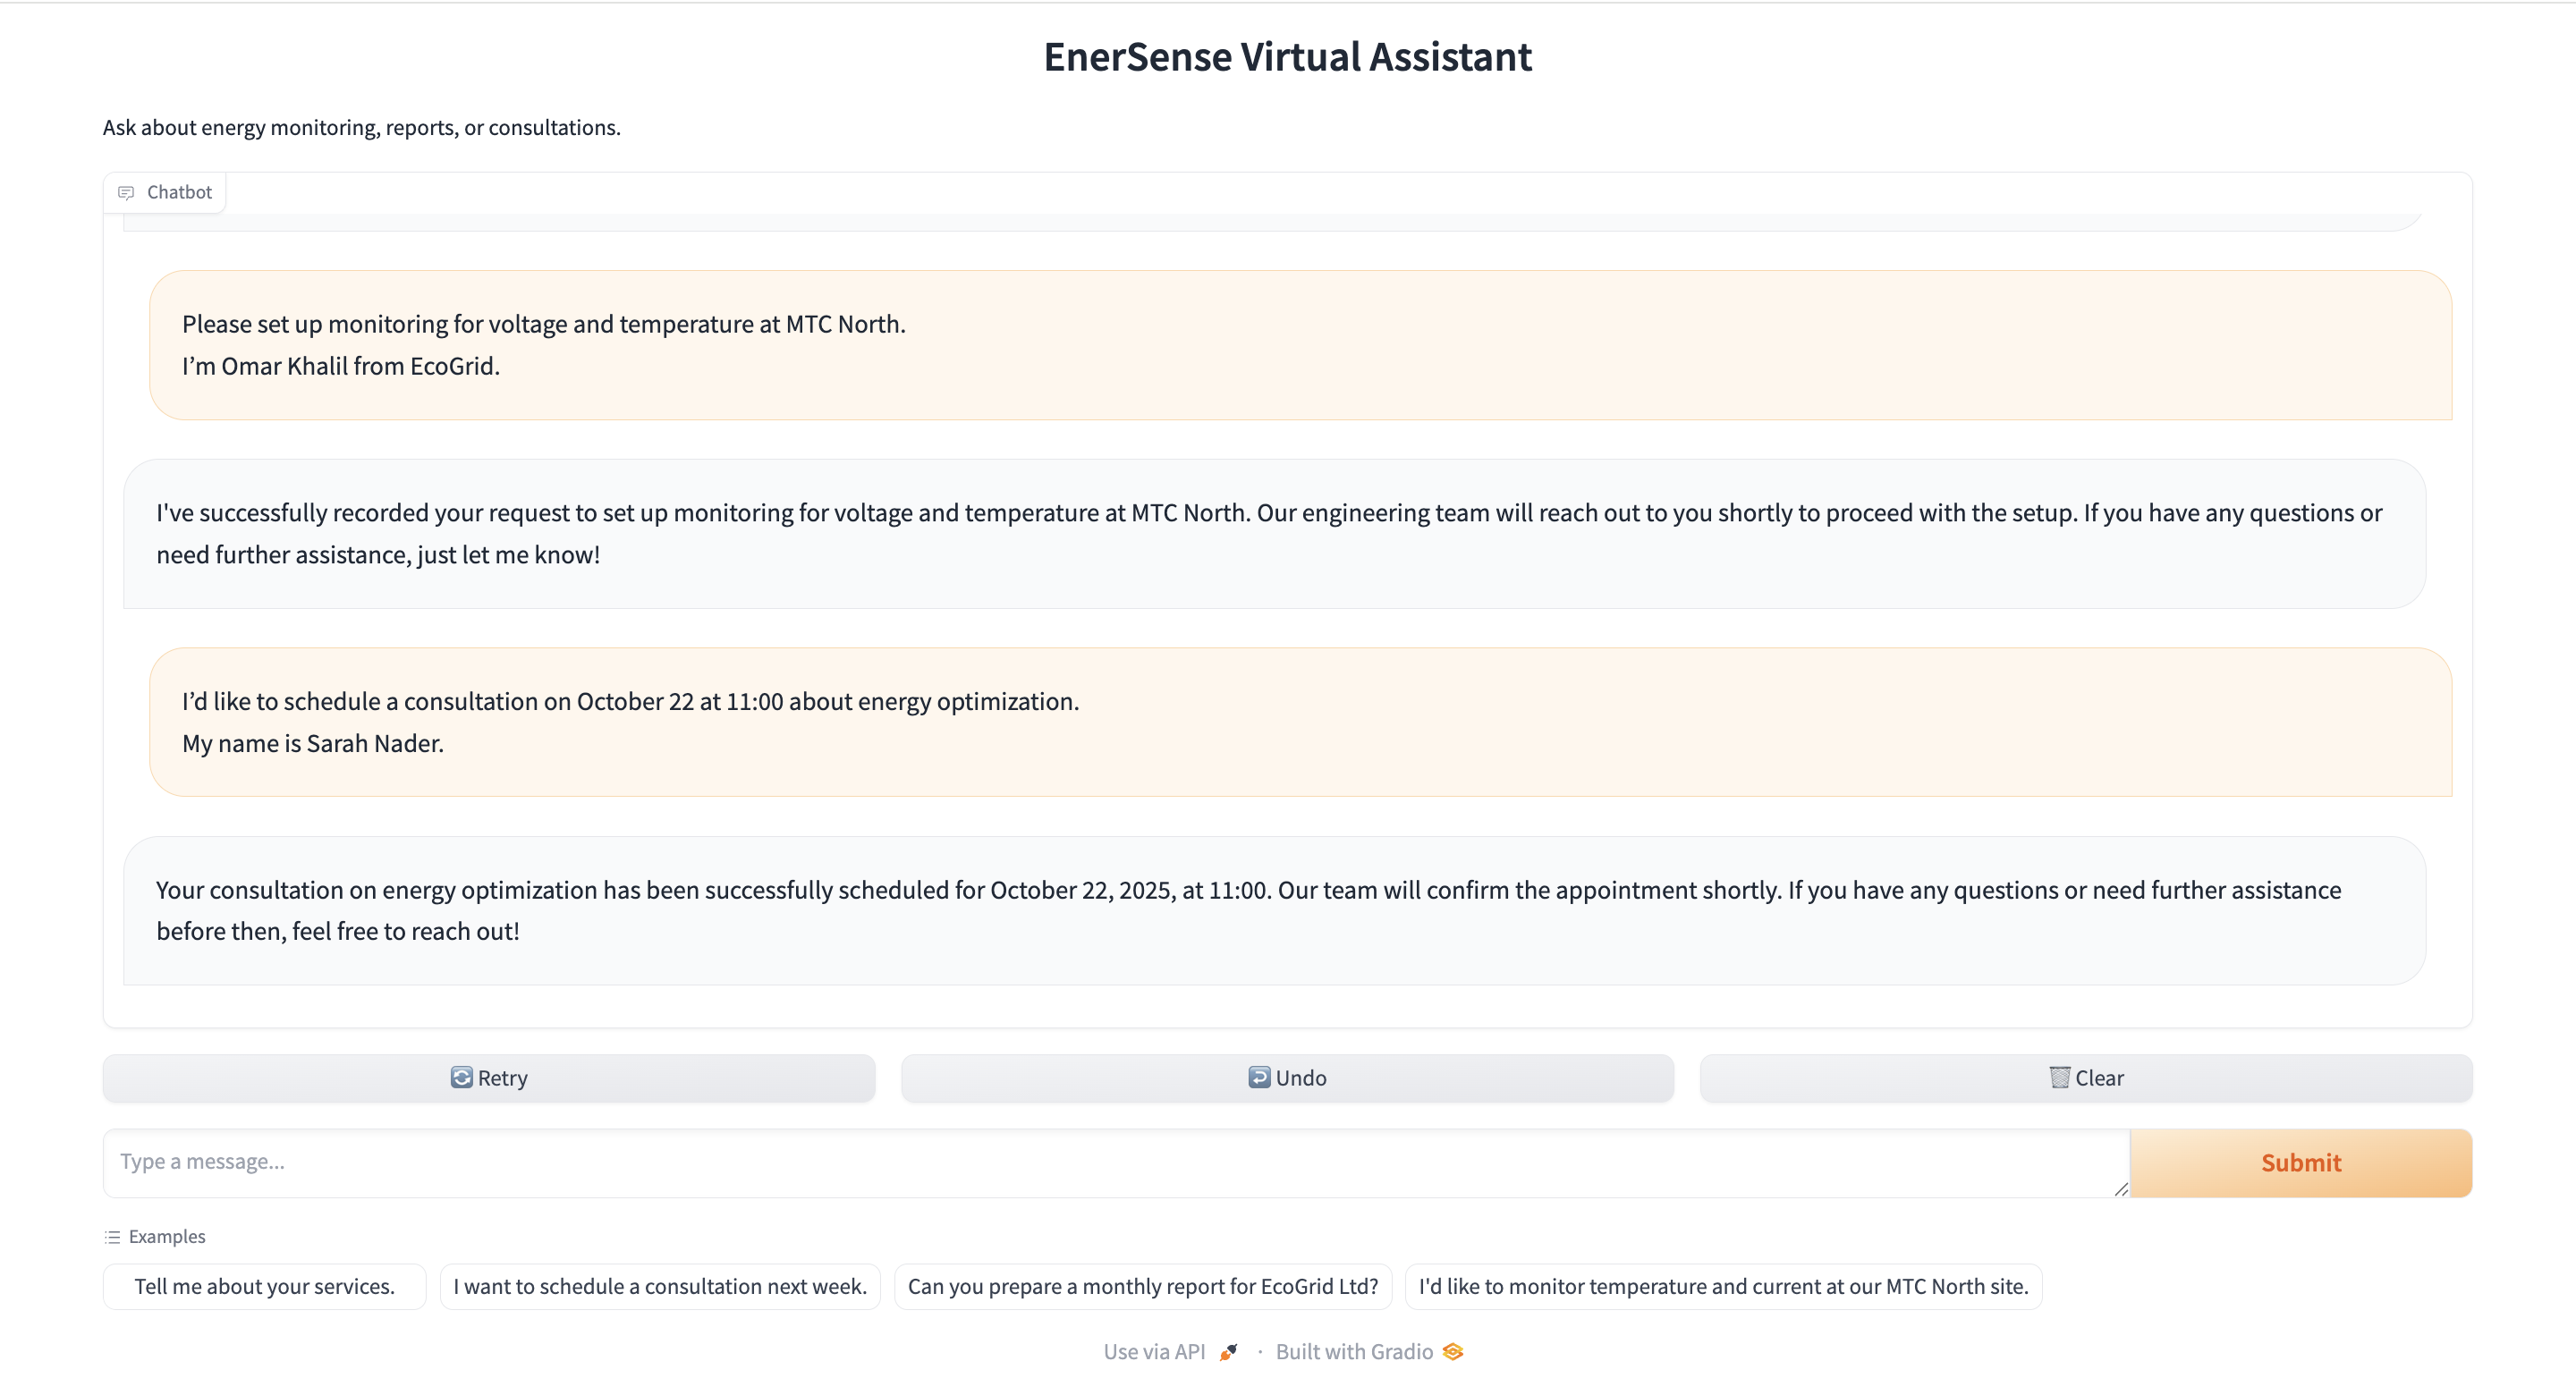 EnerSense Virtual Assistant
Ask about energy monitoring, reports, or consultations.
Chatbot
Please set up monitoring for voltage and temperature at MTC North.
I’m Omar Khalil from EcoGrid.
I've successfully recorded your request to set up monitoring for voltage and temperature at MTC North. Our engineering team will reach out to you shortly to proceed with the setup. If you have any questions or
need further assistance, just let me know!
I’d like to schedule a consultation on October 22 at 11:00 about energy optimization.
My name is Sarah Nader.
Your consultation on energy optimization has been successfully scheduled for October 22, 2025, at 11:00. Our team will confirm the appointment shortly. If you have any questions or need further assistance
before then, feel free to reach out!
Retry
Undo
Clear
Type a message...
Submit
Examples
Tell me about your services.
I want to schedule a consultation next week.
Can you prepare a monthly report for EcoGrid Ltd?
I'd like to monitor temperature and current at our MTC North site.
Use via API · Built with Gradio